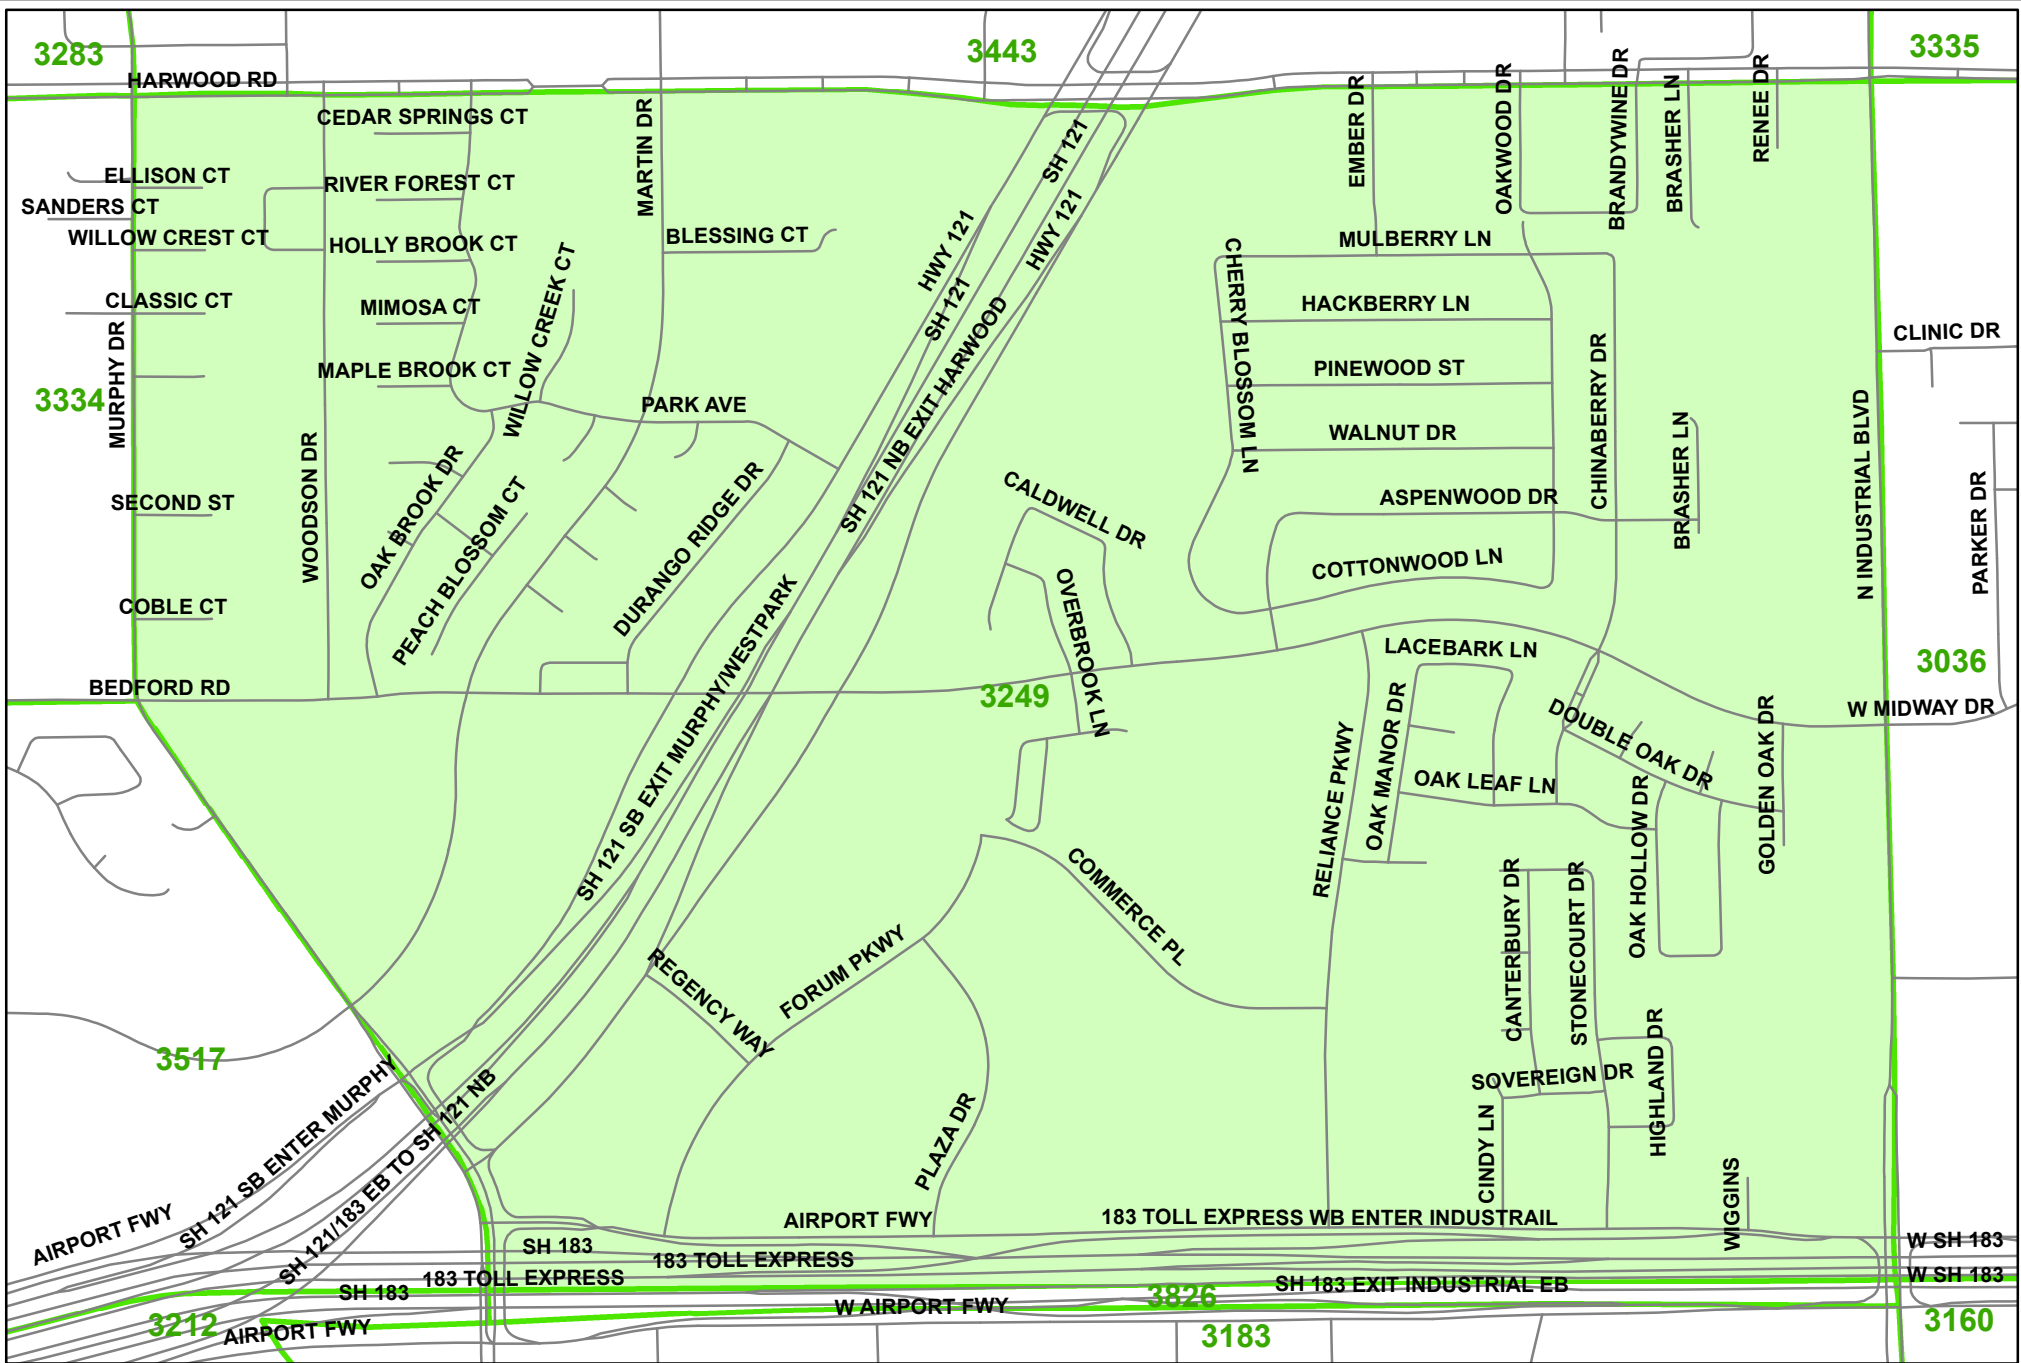 3283
3443
3335
HARWOOD RD
CEDAR SPRINGS CT
MARTIN DR
SH 121
EMBER DR
OAKWOOD DR
BRANDYWINE DR
BRASHER LN
RENEE DR
ELLISON CT
RIVER FOREST CT
SANDERS CT
WILLOW CREST CT
HOLLY BROOK CT
BLESSING CT
HWY 121
HWY 121
MULBERRY LN
CLASSIC CT
MIMOSA CT
WILLOW CREEK CT
SH 121
CHERRY BLOSSOM LN
HACKBERRY LN
CLINIC DR
MURPHY DR
MAPLE BROOK CT
SH 121 NB EXIT HARWOOD
PINEWOOD ST
CHINABERRY DR
3334
PARK AVE
WALNUT DR
BRASHER LN
N INDUSTRIAL BLVD
WOODSON DR
OAK BROOK DR
PEACH BLOSSOM CT
DURANGO RIDGE DR
CALDWELL DR
ASPENWOOD DR
PARKER DR
SECOND ST
COTTONWOOD LN
COBLE CT
OVERBROOK LN
SH 121 SB EXIT MURPHY/WESTPARK
LACEBARK LN
3036
BEDFORD RD
3249
W MIDWAY DR
OAK MANOR DR
DOUBLE OAK DR
GOLDEN OAK DR
RELIANCE PKWY
OAK LEAF LN
OAK HOLLOW DR
COMMERCE PL
CANTERBURY DR
STONECOURT DR
REGENCY WAY
FORUM PKWY
3517
HIGHLAND DR
SOVEREIGN DR
SH 121 SB ENTER MURPHY
SH 121/183 EB TO SH 121 NB
PLAZA DR
CINDY LN
WIGGINS
AIRPORT FWY
AIRPORT FWY
183 TOLL EXPRESS WB ENTER INDUSTRAIL
SH 183
183 TOLL EXPRESS
W SH 183
183 TOLL EXPRESS
SH 183
SH 183 EXIT INDUSTRIAL EB
W SH 183
3826
W AIRPORT FWY
3212
AIRPORT FWY
3183
3160